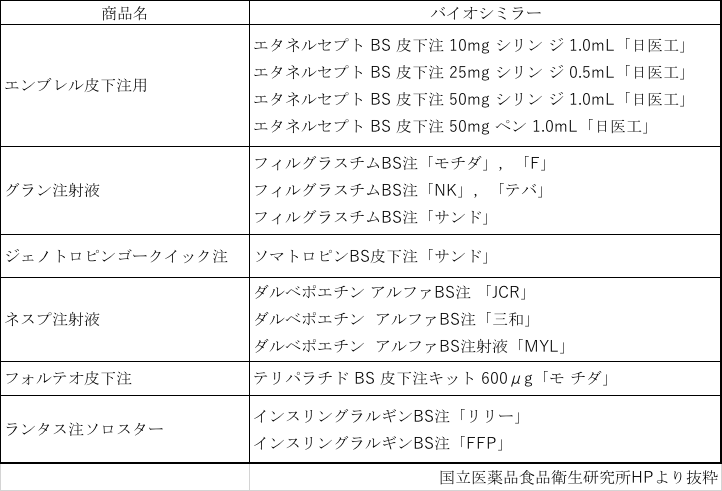 商品名 バイオシミラー
エンブレル皮下注用
エタネルセプト BS 皮下注 10mg シリン ジ 1.0mL「日医工」
エタネルセプト BS 皮下注 25mg シリン ジ 0.5mL「日医工」
エタネルセプト BS 皮下注 50mg シリン ジ 1.0mL「日医工」
エタネルセプト BS 皮下注 50mg ペン 1.0mL「日医工」
グラン注射液
フィルグラスチムBS注「モチダ」,「F」
フィルグラスチムBS注「NK」,「テバ」
フィルグラスチムBS注「サンド」
ジェノトロピンゴークイック注 ソマトロピンBS皮下注「サンド」
ネスプ注射液
ダルベポエチン アルファBS注 「JCR」
ダルベポエチン アルファBS注「三和」
ダルベポエチン アルファBS注射液「MYL」
フォルテオ皮下注 テリパラチド BS 皮下注キット 600μg「モ チダ」
ランタス注ソロスター
インスリングラルギンBS注「リリー」
インスリングラルギンBS注「FFP」
国立医薬品食品衛生研究所HPより抜粋